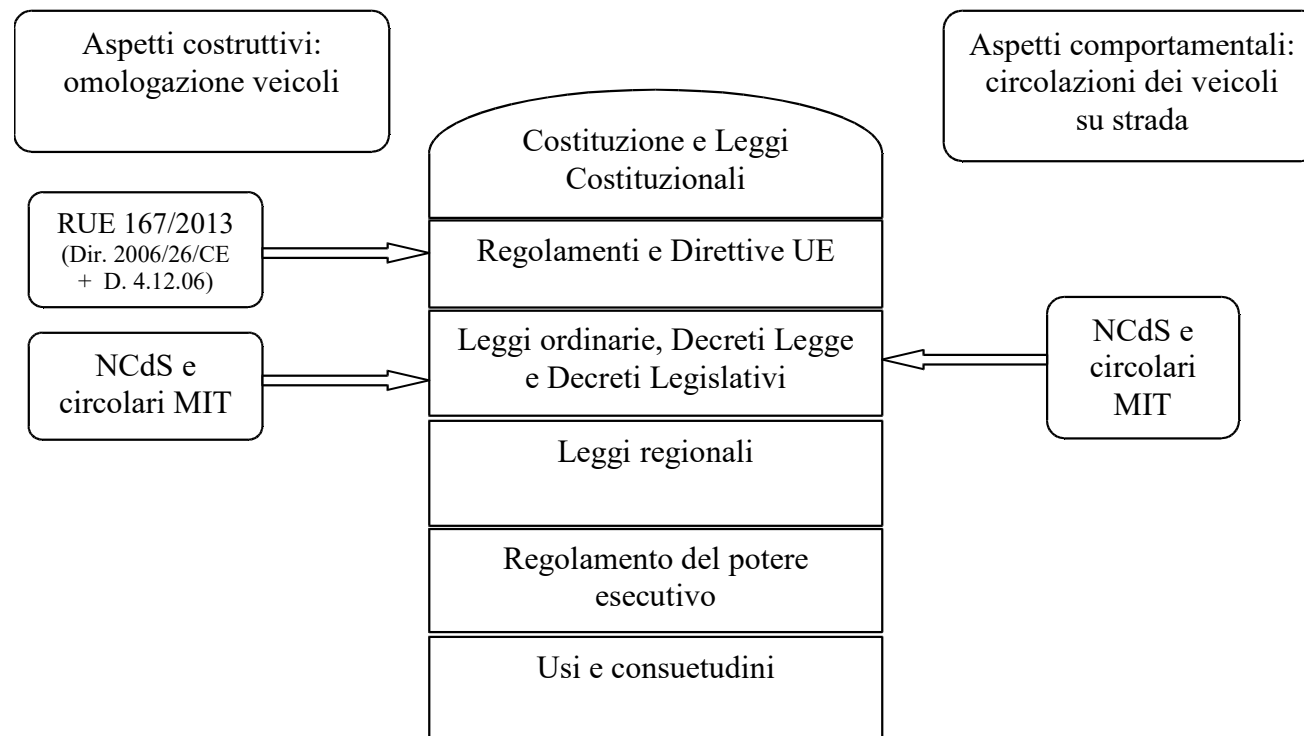 Aspetti costruttivi:
omologazione veicoli
Aspetti comportamentali:
circolazioni dei veicoli
su strada
Costituzione e Leggi
Costituzionali
RUE 167/2013
(Dir. 2006/26/CE
+ D. 4.12.06)
Regolamenti e Direttive UE
NCdS e
circolari MIT
Leggi ordinarie, Decreti Legge
e Decreti Legislativi
NCdS e
circolari
MIT
Leggi regionali
Regolamento del potere
esecutivo
Usi e consuetudini